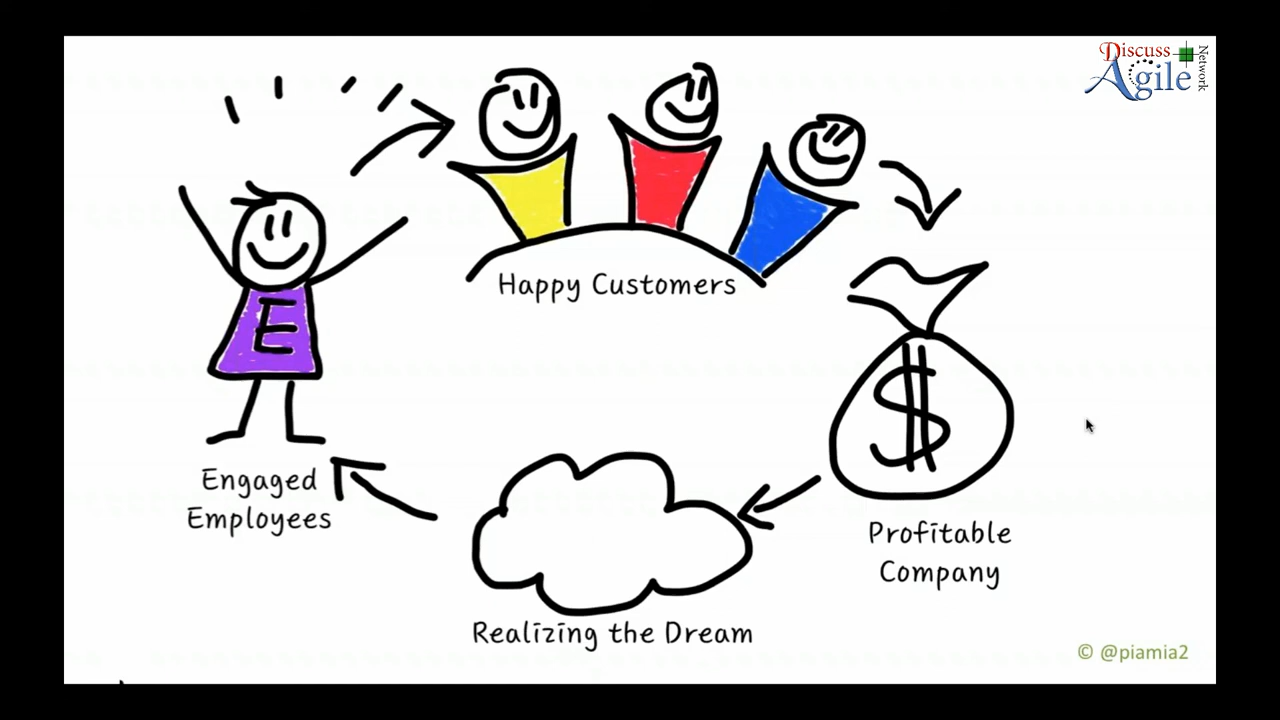 Discuss
Agile
Network
Happy Customers
E
$
Engaged
Employees
Profitable
Company
Realizing the Dream
© @piamia2